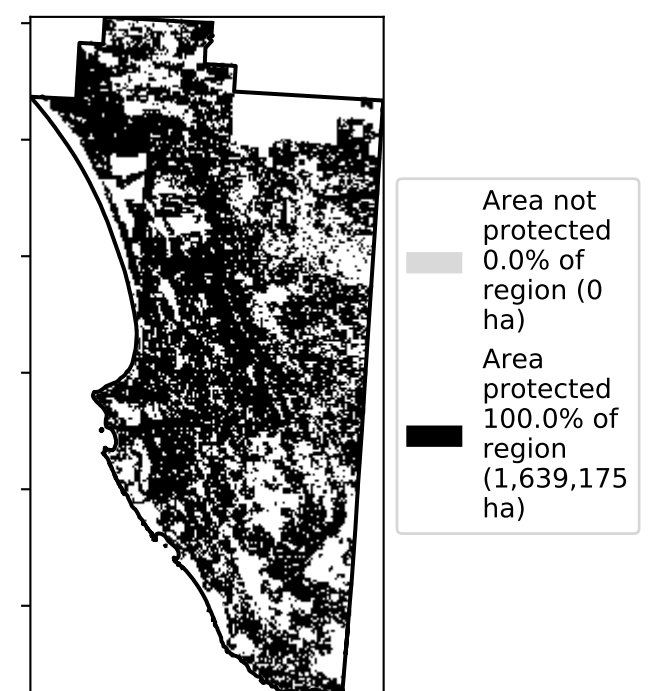 Area not
protected
0.0% of
region (0
ha)
Area
protected
100.0% of
region
(1,639,175
ha)